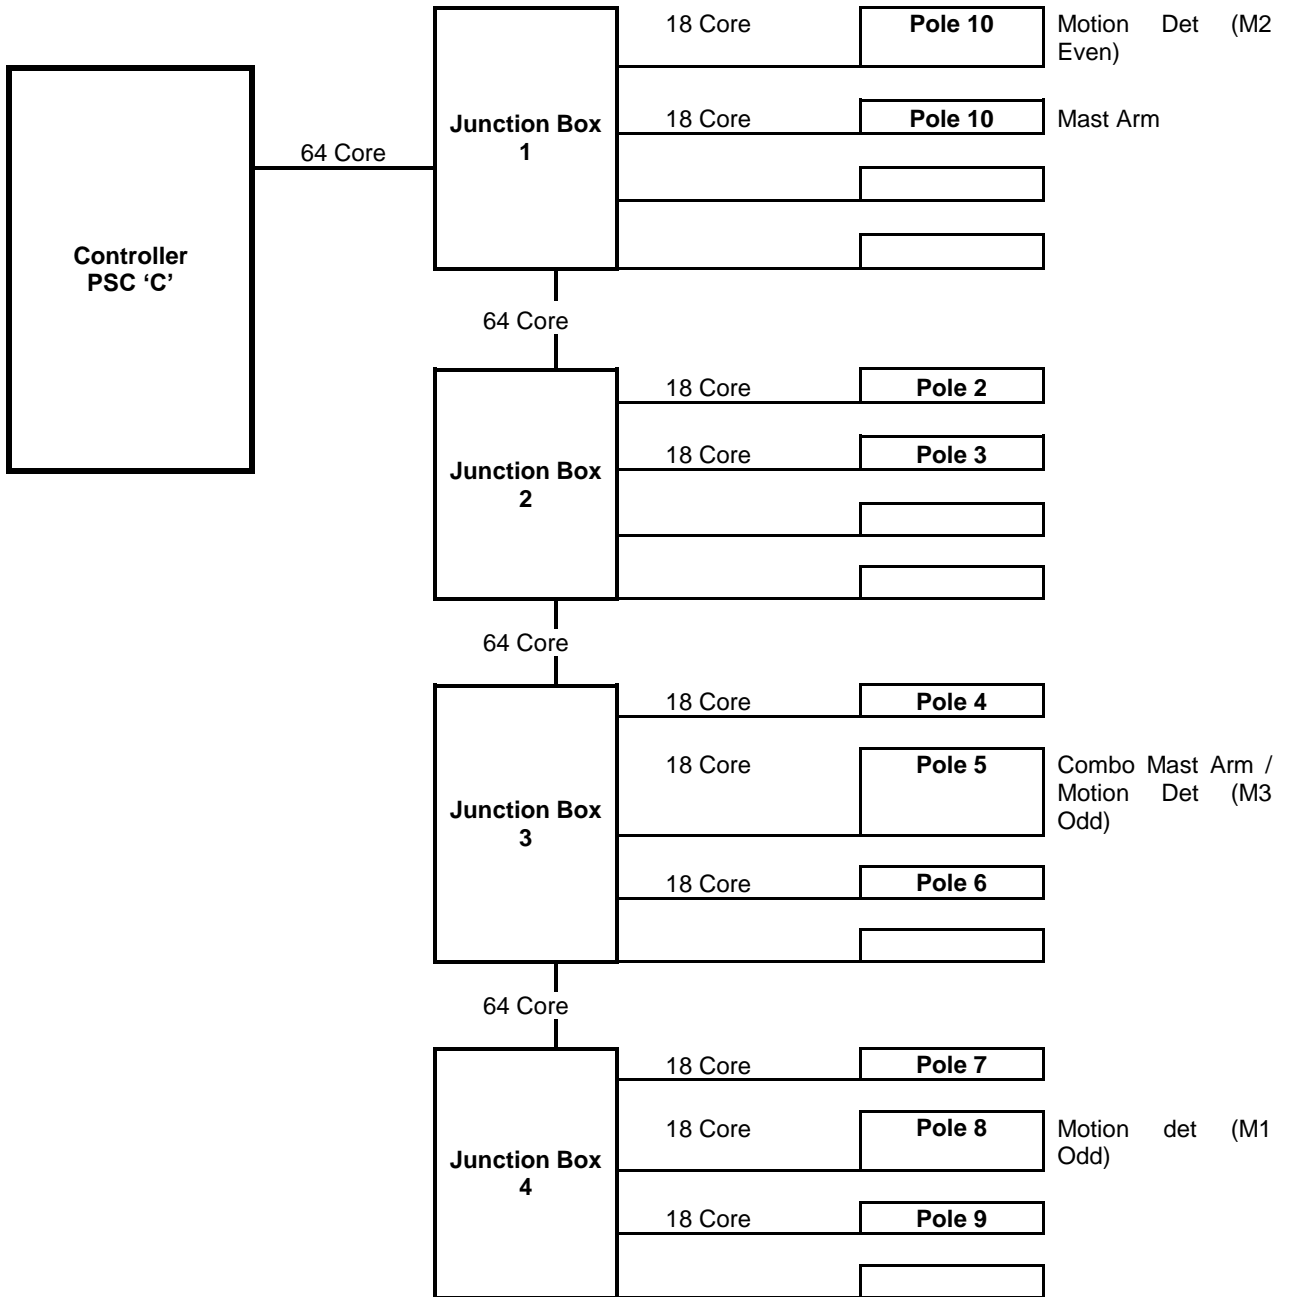 18 Core
Pole 10
Motion Det (M2
Even)
Junction Box
1
18 Core
Pole 10
Mast Arm
64 Core
Controller
PSC ‘C’
64 Core
18 Core
Pole 2
Junction Box
2
18 Core
Pole 3
64 Core
18 Core
Pole 4
Junction Box
3
18 Core
Pole 5
Combo Mast Arm /
Motion Det (M3
Odd)
18 Core
Pole 6
64 Core
18 Core
Pole 7
Junction Box
4
18 Core
Pole 8
Motion det (M1
Odd)
18 Core
Pole 9